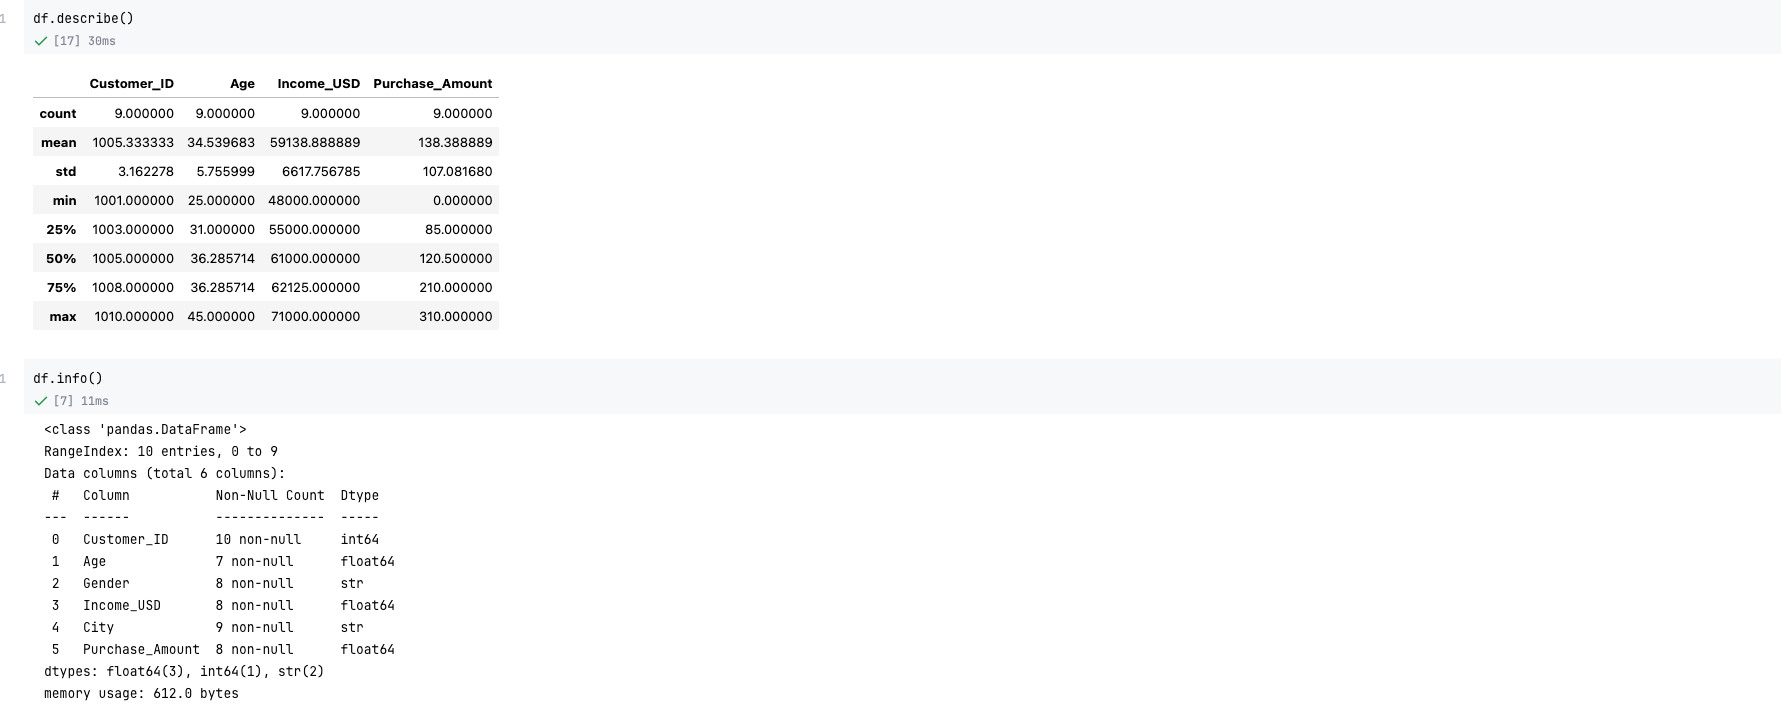 1 df.describe()
✓ [17] 30ms
Customer_ID Age Income_USD Purchase_Amount
count 9.000000 9.000000 9.000000 9.000000
mean 1005.333333 34.539683 59138.888889 138.388889
std 3.162278 5.755999 6617.756785 107.081680
min 1001.000000 25.000000 48000.000000 0.000000
25% 1003.000000 31.000000 55000.000000 85.000000
50% 1005.000000 36.285714 61000.000000 120.500000
75% 1008.000000 36.285714 62125.000000 210.000000
max 1010.000000 45.000000 71000.000000 310.000000
1 df.info()
✓ [7] 11ms
<class 'pandas.DataFrame'>
RangeIndex: 10 entries, 0 to 9
Data columns (total 6 columns):
 #   Column           Non-Null Count  Dtype
---  ------           --------------  -----
 0   Customer_ID      10 non-null     int64
 1   Age              7 non-null      float64
 2   Gender           8 non-null      str
 3   Income_USD       8 non-null      float64
 4   City             9 non-null      str
 5   Purchase_Amount  8 non-null      float64
dtypes: float64(3), int64(1), str(2)
memory usage: 612.0 bytes